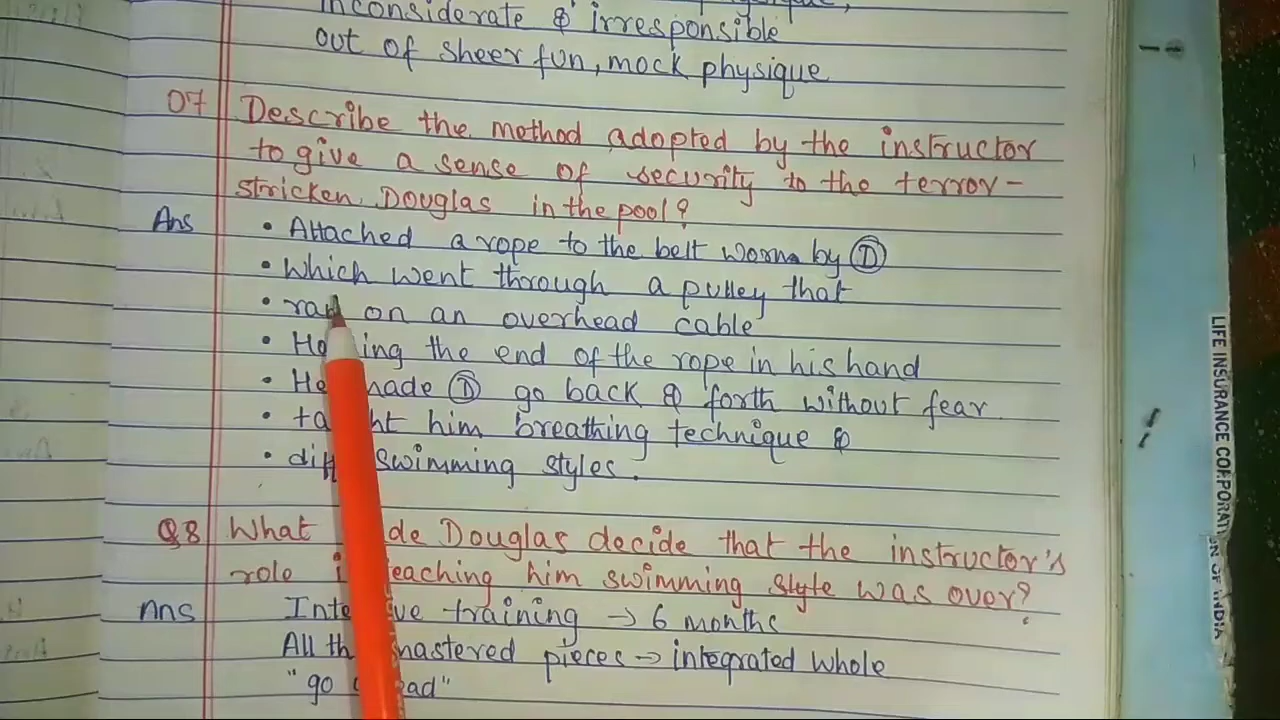 inconsiderate & irresponsible
out of sheer fun, mock physique
Q7 Describe the method adopted by the instructor
to give a sense of security to the terror-
stricken Douglas in the pool?
Ans • Attached a rope to the belt worn by Ⓓ
• Which went through a pulley that
• ran on an overhead cable
• Holding the end of the rope in his hand
• He made Ⓓ go back & forth without fear
• taught him breathing technique &
• diff swimming styles.
Q8 What made Douglas decide that the instructor's
role in teaching him swimming style was over?
Ans Intensive training → 6 months
All the mastered pieces → integrated whole
"go ahead"
LIFE INSURANCE CORPORATION OF INDIA